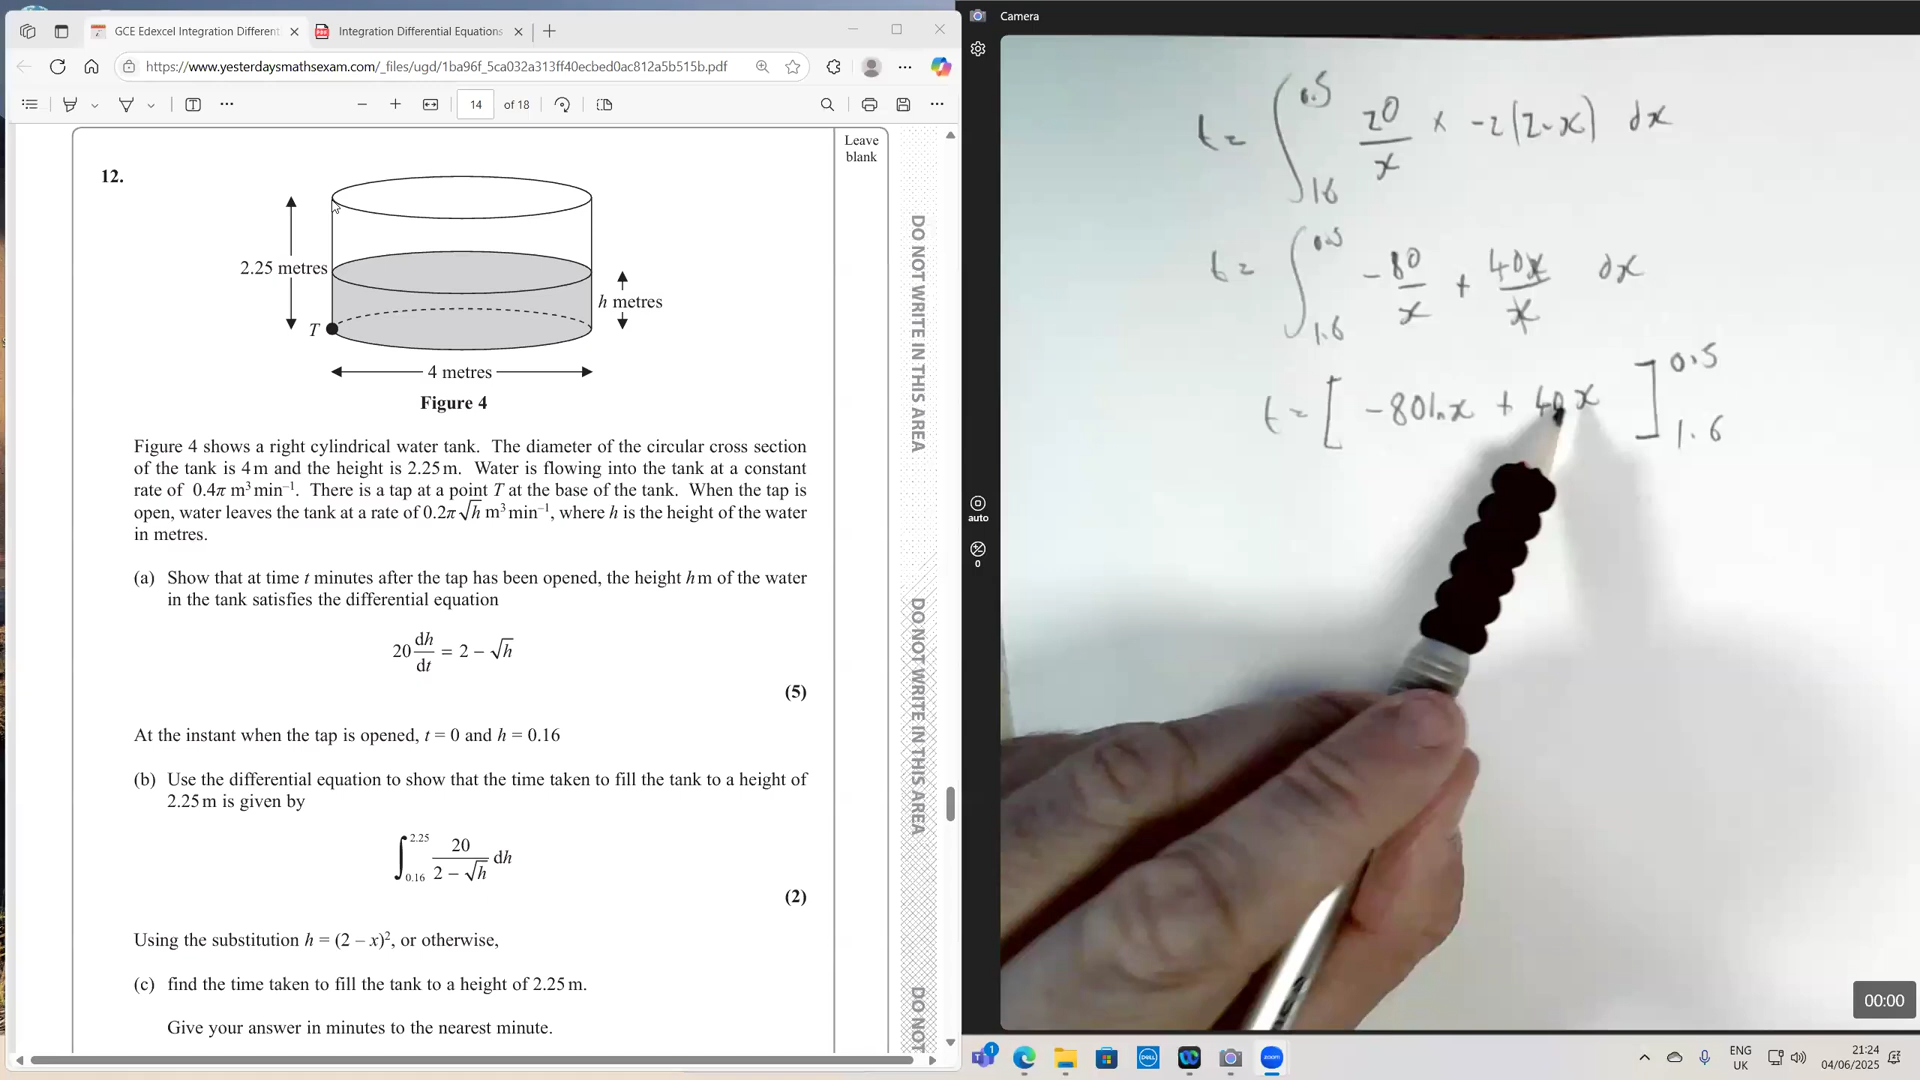 GCE Edexcel Integration Different
Integration Differential Equations
https://www.yesterdaysmathsexam.com/_files/ugd/1ba96f_5ca032a313ff40ecbed0ac812a5b515b.pdf
14 of 18
Leave
blank
12.
2.25 metres
h metres
T
4 metres
Figure 4
Figure 4 shows a right cylindrical water tank. The diameter of the circular cross section
of the tank is 4 m and the height is 2.25 m. Water is flowing into the tank at a constant
rate of 0.4π m³ min⁻¹. There is a tap at a point T at the base of the tank. When the tap is
open, water leaves the tank at a rate of 0.2π√h m³ min⁻¹, where h is the height of the water
in metres.
(a) Show that at time t minutes after the tap has been opened, the height h m of the water
in the tank satisfies the differential equation
20 dh/dt = 2 − √h
(5)
At the instant when the tap is opened, t = 0 and h = 0.16
(b) Use the differential equation to show that the time taken to fill the tank to a height of
2.25 m is given by
∫_0.16^2.25 20/(2 − √h) dh
(2)
Using the substitution h = (2 – x)², or otherwise,
(c) find the time taken to fill the tank to a height of 2.25 m.
Give your answer in minutes to the nearest minute.
DO NOT WRITE IN THIS AREA
DO NOT WRITE IN THIS AREA
DO NOT
Camera
auto
0
t = ∫_1.6^0.5 20/x × -2(2-x) dx
t = ∫_1.6^0.5 -80/x + 40x/x dx
t = [ -80lnx + 40x ]_1.6^0.5
00:00
1
DELL
zoom
ENG
UK
21:24
04/06/2025